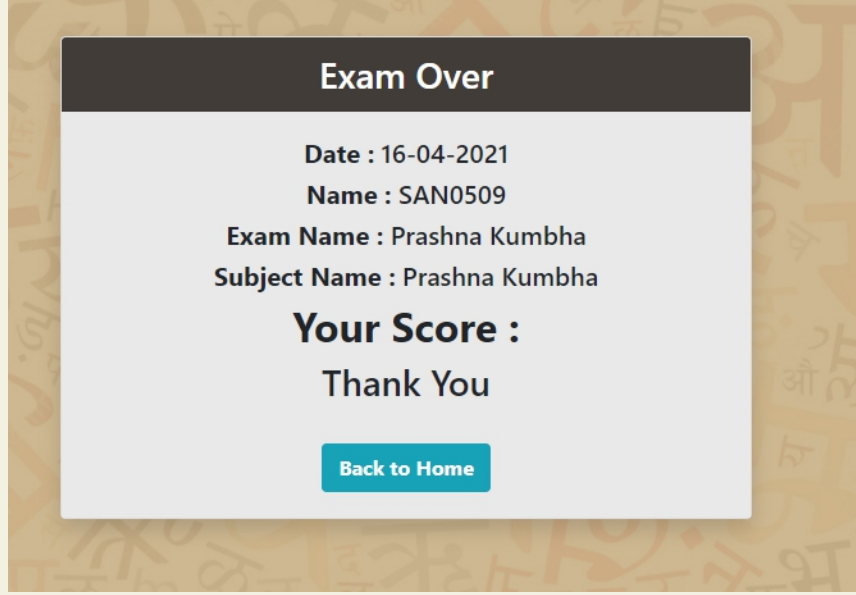 Exam Over
Date : 16-04-2021
Name : SAN0509
Exam Name : Prashna Kumbha
Subject Name : Prashna Kumbha
Your Score :
Thank You
Back to Home